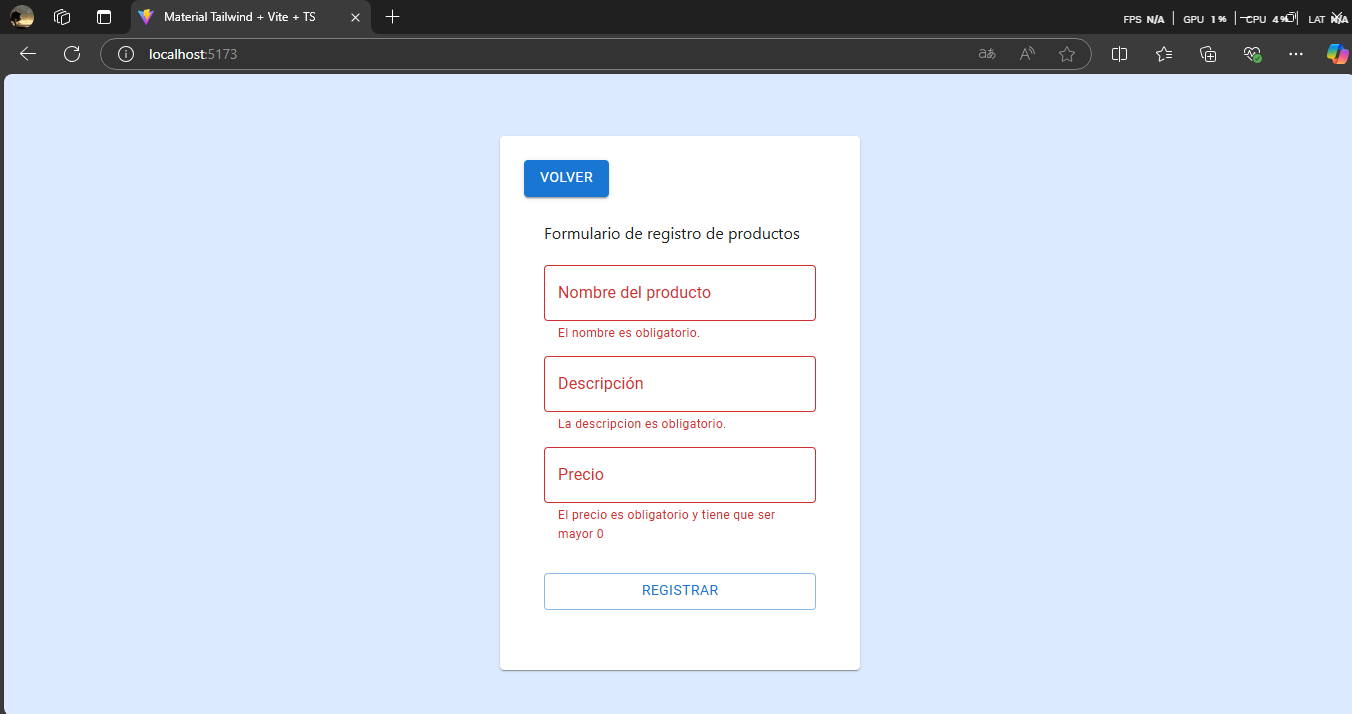 Material Tailwind + Vite + TS
FPS N/A GPU 1 % CPU 4 % LAT N/A
localhost:5173
VOLVER
Formulario de registro de productos
Nombre del producto
El nombre es obligatorio.
Descripción
La descripcion es obligatorio.
Precio
El precio es obligatorio y tiene que ser
mayor 0
REGISTRAR